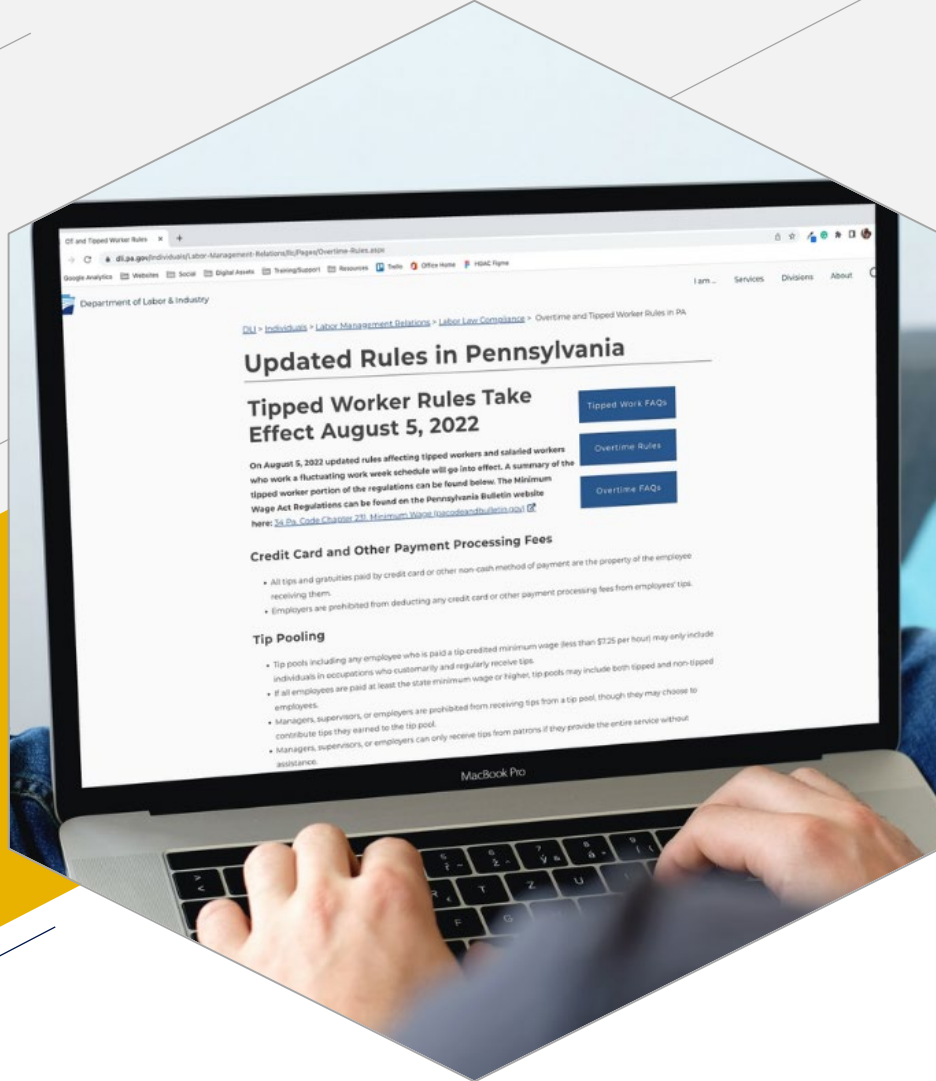 OT and Tipped Worker Rules
dli.pa.gov/Individuals/Labor-Management-Relations/llc/Pages/Overtime-Rules.aspx
Google Analytics Websites Social Digital Assets Training/Support Resources Trello Office Home HDAC Figma
Department of Labor & Industry
I am ... Services Divisions About
DLI > Individuals > Labor Management Relations > Labor Law Compliance > Overtime and Tipped Worker Rules in PA
Updated Rules in Pennsylvania
Tipped Worker Rules Take
Effect August 5, 2022
Tipped Work FAQs
Overtime Rules
Overtime FAQs
On August 5, 2022 updated rules affecting tipped workers and salaried workers
who work a fluctuating work week schedule will go into effect. A summary of the
tipped worker portion of the regulations can be found below. The Minimum
Wage Act Regulations can be found on the Pennsylvania Bulletin website
here: 34 Pa. Code Chapter 231. Minimum Wage (pacodeandbulletin.gov)
Credit Card and Other Payment Processing Fees
• All tips and gratuities paid by credit card or other non-cash method of payment are the property of the employee
receiving them.
• Employers are prohibited from deducting any credit card or other payment processing fees from employees' tips.
Tip Pooling
• Tip pools including any employee who is paid a tip-credited minimum wage (less than $7.25 per hour) may only include
individuals in occupations who customarily and regularly receive tips.
• If all employees are paid at least the state minimum wage or higher, tip pools may include both tipped and non-tipped
employees.
• Managers, supervisors, or employers are prohibited from receiving tips from a tip pool, though they may choose to
contribute tips they earned to the tip pool.
• Managers, supervisors, or employers can only receive tips from patrons if they provide the entire service without
assistance.
MacBook Pro
R T Z U
F G